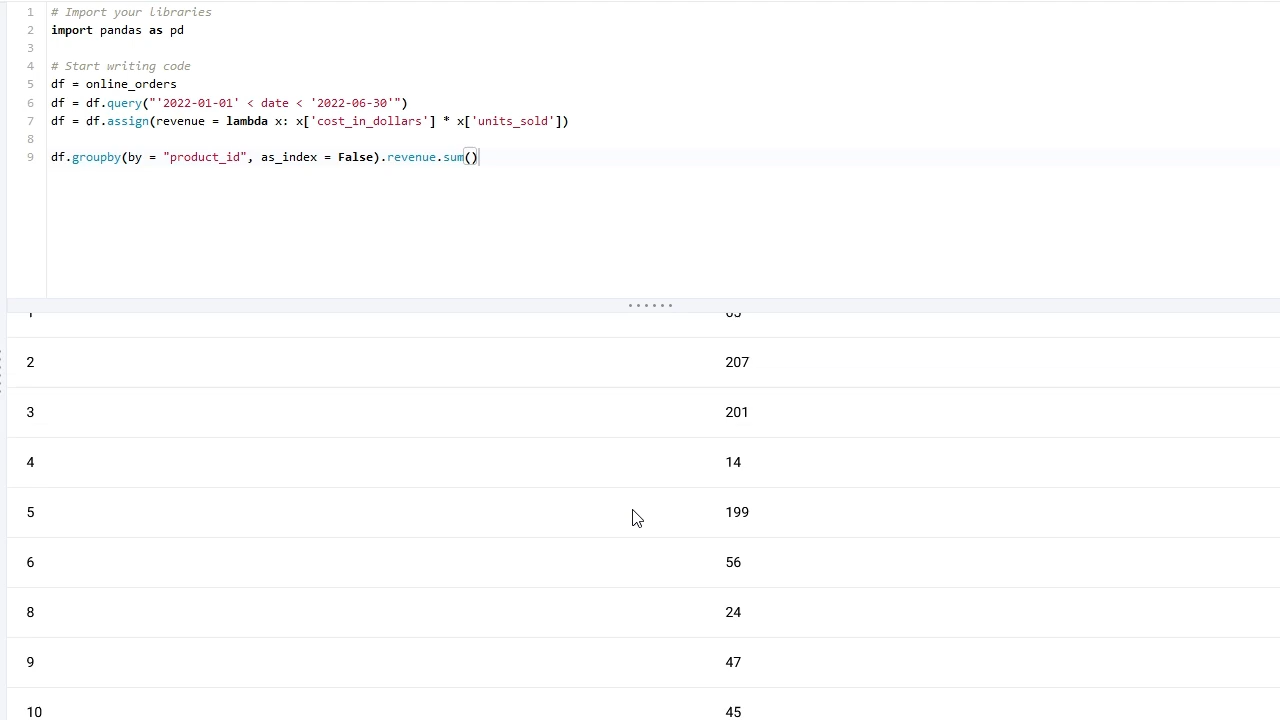 1 # Import your libraries
2 import pandas as pd
3
4 # Start writing code
5 df = online_orders
6 df = df.query("'2022-01-01' < date < '2022-06-30'")
7 df = df.assign(revenue = lambda x: x['cost_in_dollars'] * x['units_sold'])
8
9 df.groupby(by = "product_id", as_index = False).revenue.sum()
2 207
3 201
4 14
5 199
6 56
8 24
9 47
10 45